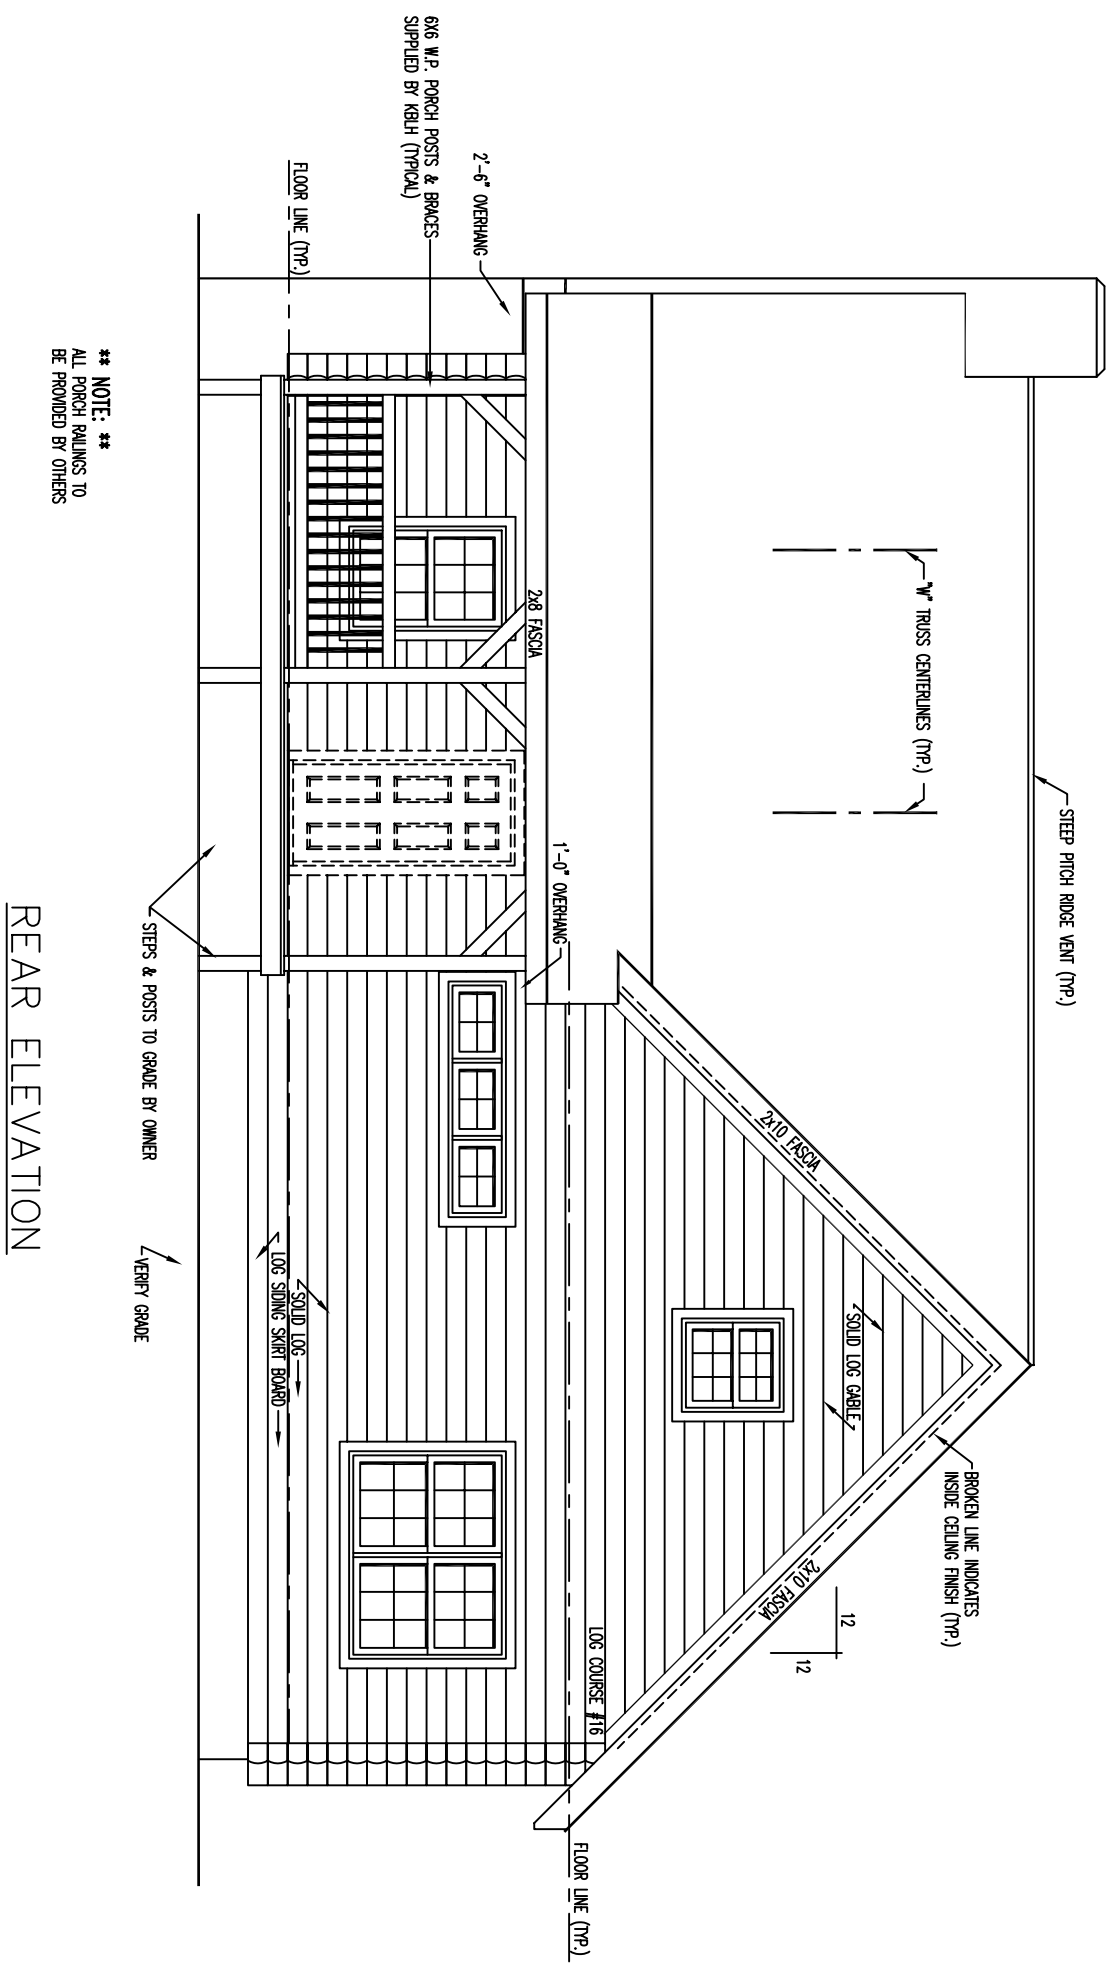 STEEP PITCH RIDGE VENT (TYP.)
"W" TRUSS CENTERLINES (TYP.)
BROKEN LINE INDICATES
INSIDE CEILING FINISH (TYP.)
SOLID LOG GABLE
12
12
2x10 FASCIA
2x10 FASCIA
LOG COURSE #16
FLOOR LINE (TYP.)
1'-0" OVERHANG
2x8 FASCIA
2'-6" OVERHANG
6X6 W.P. PORCH POSTS & BRACES
SUPPLIED BY KBLH (TYPICAL)
FLOOR LINE (TYP.)
SOLID LOG
LOG SIDING SKIRT BOARD
STEPS & POSTS TO GRADE BY OWNER
VERIFY GRADE
** NOTE: **
ALL PORCH RAILINGS TO
BE PROVIDED BY OTHERS
REAR ELEVATION